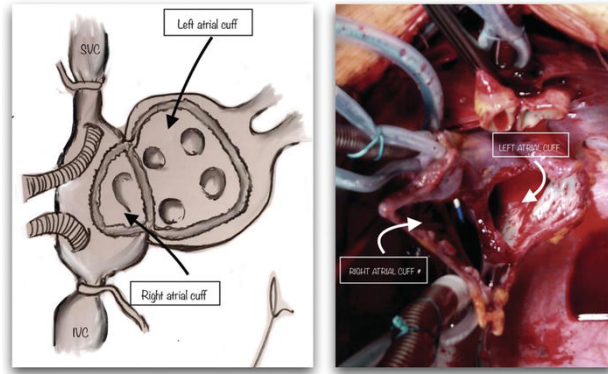 Left atrial cuff
SVC
Right atrial cuff
IVC
LEFT ATRIAL CUFF
RIGHT ATRIAL CUFF #